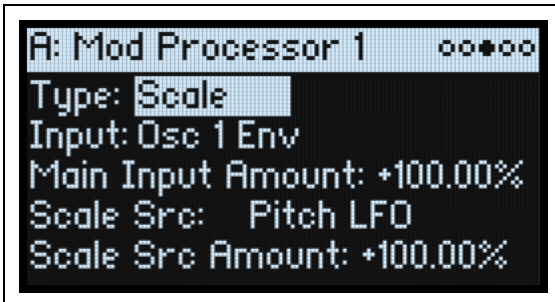 A: Mod Processor 1
Type: Scale
Input: Osc 1 Env
Main Input Amount: +100.00%
Scale Src: Pitch LFO
Scale Src Amount: +100.00%